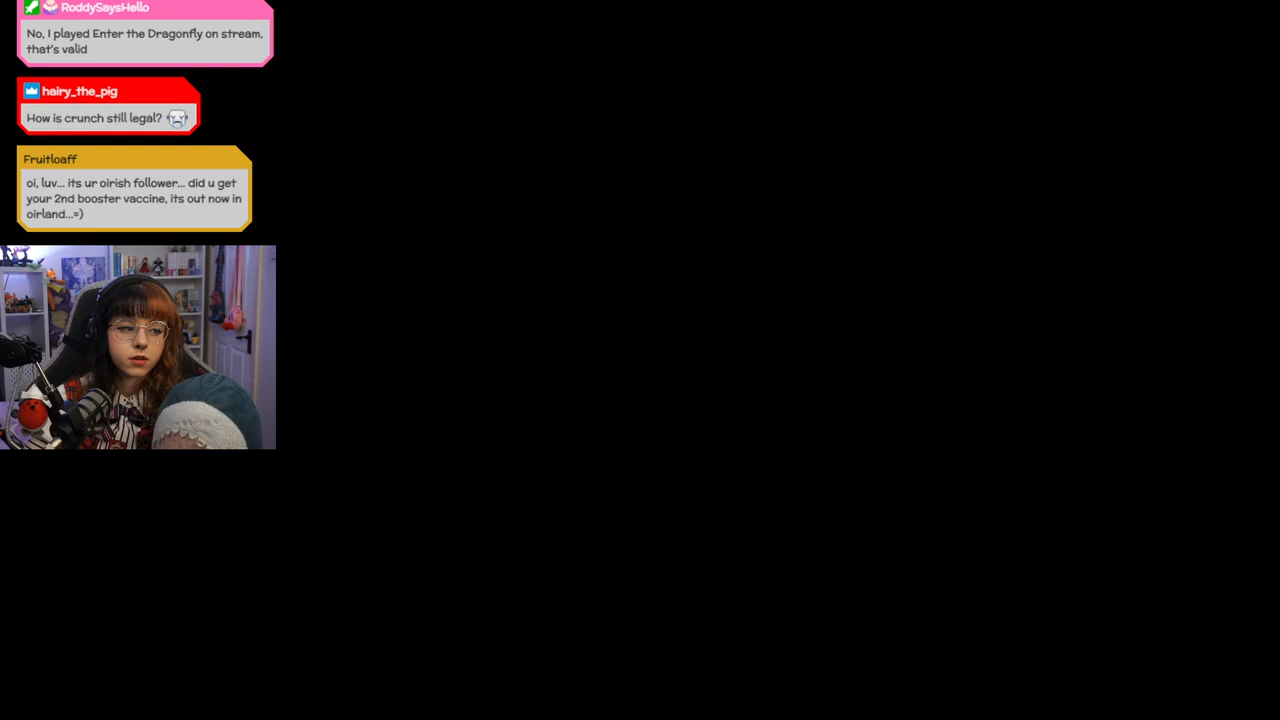 RoddySaysHello
No, I played Enter the Dragonfly on stream,
that's valid
hairy_the_pig
How is crunch still legal?
Fruitloaff
oi, luv... its ur oirish follower... did u get
your 2nd booster vaccine, its out now in
oirland...=)